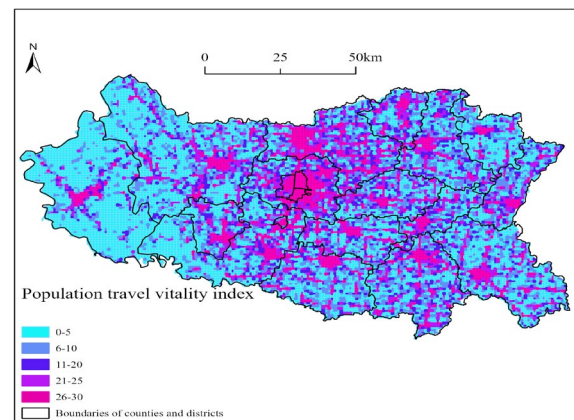 N
0 25 50km
Population travel vitality index
0-5
6-10
11-20
21-25
26-30
Boundaries of counties and districts